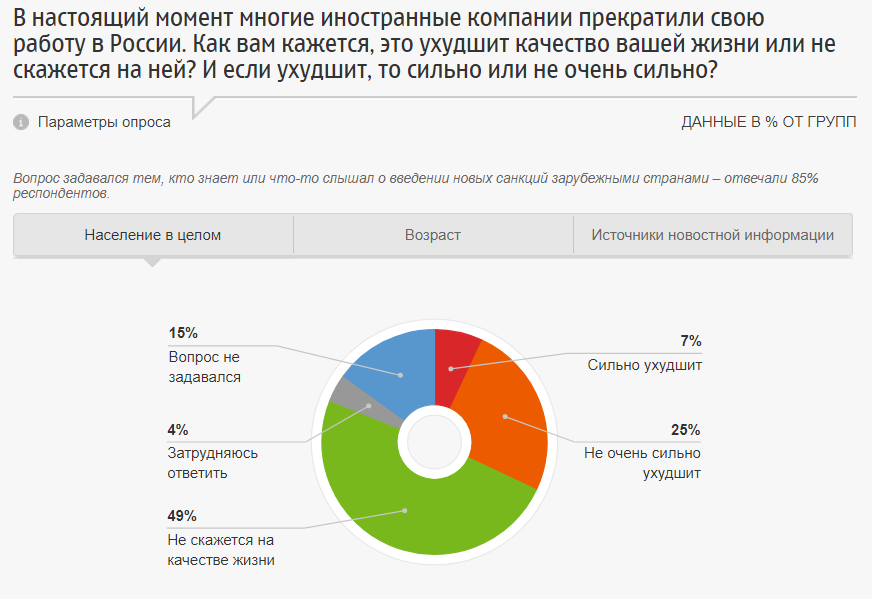 В настоящий момент многие иностранные компании прекратили свою
работу в России. Как вам кажется, это ухудшит качество вашей жизни или не
скажется на ней? И если ухудшит, то сильно или не очень сильно?
Параметры опроса
ДАННЫЕ В % ОТ ГРУПП
Вопрос задавался тем, кто знает или что-то слышал о введении новых санкций зарубежными странами – отвечали 85%
респондентов.
Население в целом
Возраст
Источники новостной информации
15%
Вопрос не
задавался
7%
Сильно ухудшит
4%
Затрудняюсь
ответить
25%
Не очень сильно
ухудшит
49%
Не скажется на
качестве жизни